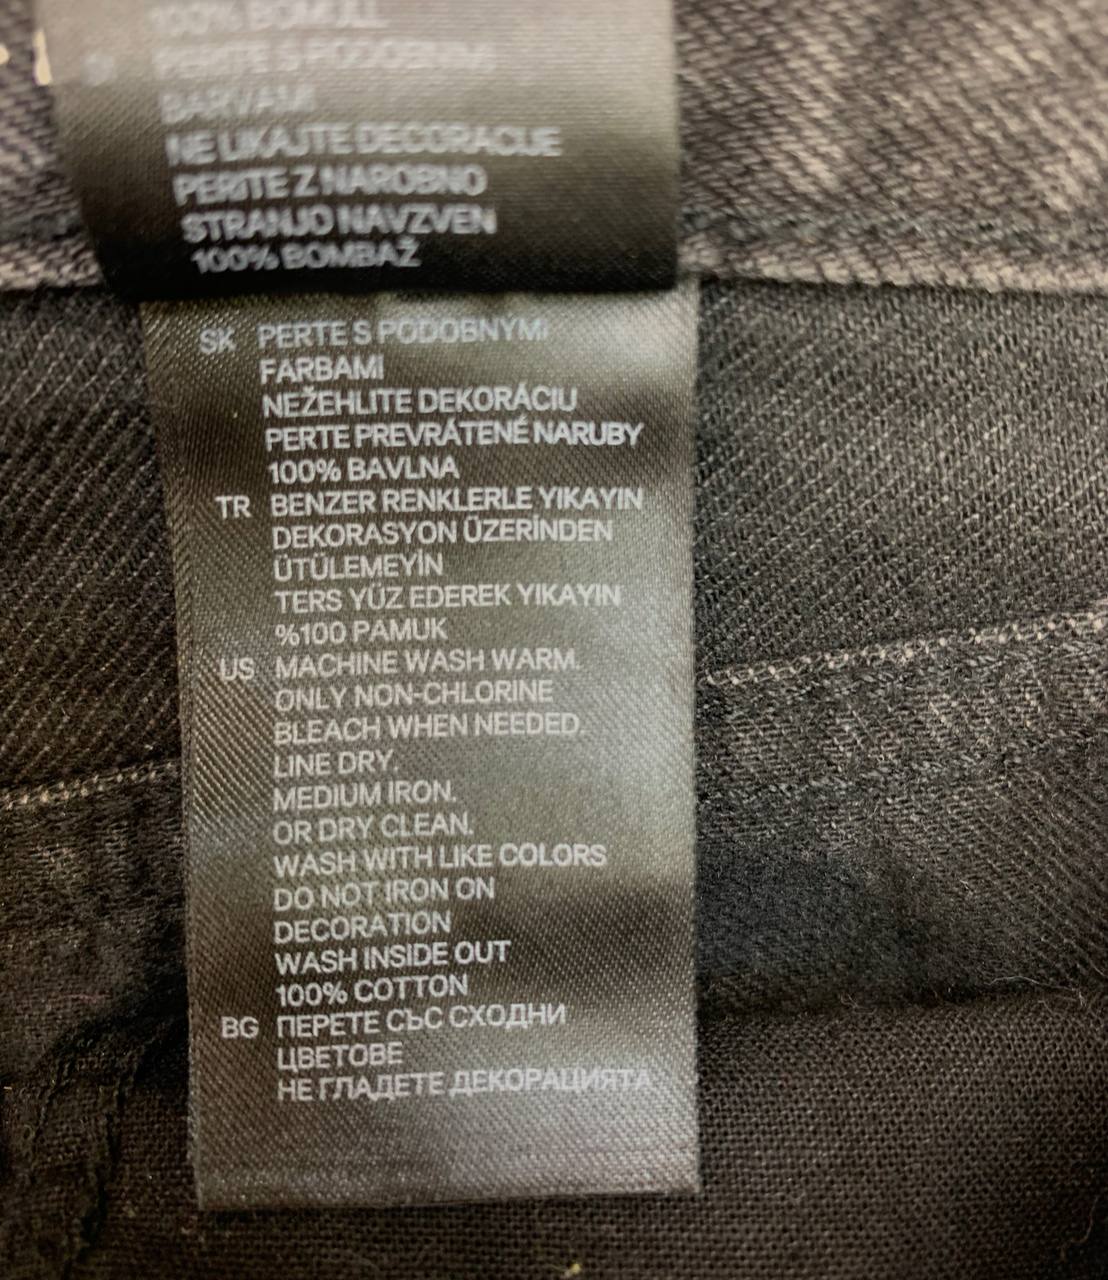 100% BOMULL
PERITE S PODOBNIMI
BARVAMI
NE LIKAJTE DECORACIJE
PERITE Z NAROBNO
STRANJO NAVZVEN
100% BOMBAŽ
SK PERTE S PODOBNÝMI
FARBAMI
NEŽEHLITE DEKORÁCIU
PERTE PREVRÁTENÉ NARUBY
100% BAVLNA
TR BENZER RENKLERLE YIKAYIN
DEKORASYON ÜZERİNDEN
ÜTÜLEMEYİN
TERS YÜZ EDEREK YIKAYIN
%100 PAMUK
US MACHINE WASH WARM.
ONLY NON-CHLORINE
BLEACH WHEN NEEDED.
LINE DRY.
MEDIUM IRON.
OR DRY CLEAN.
WASH WITH LIKE COLORS
DO NOT IRON ON
DECORATION
WASH INSIDE OUT
100% COTTON
BG ПЕРЕТЕ СЪС СХОДНИ
ЦВЕТОВЕ
НЕ ГЛАДЕТЕ ДЕКОРАЦИЯТА